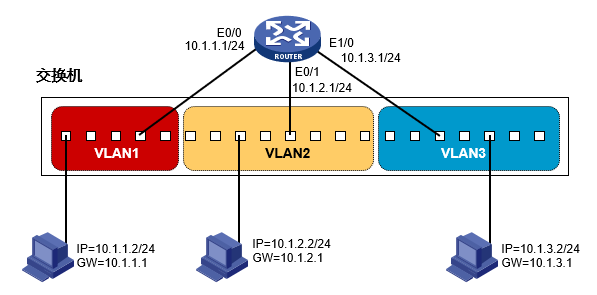 E0/0
10.1.1.1/24
E1/0
10.1.3.1/24
ROUTER
E0/1
10.1.2.1/24
交换机
VLAN1
VLAN2
VLAN3
IP=10.1.1.2/24
GW=10.1.1.1
IP=10.1.2.2/24
GW=10.1.2.1
IP=10.1.3.2/24
GW=10.1.3.1